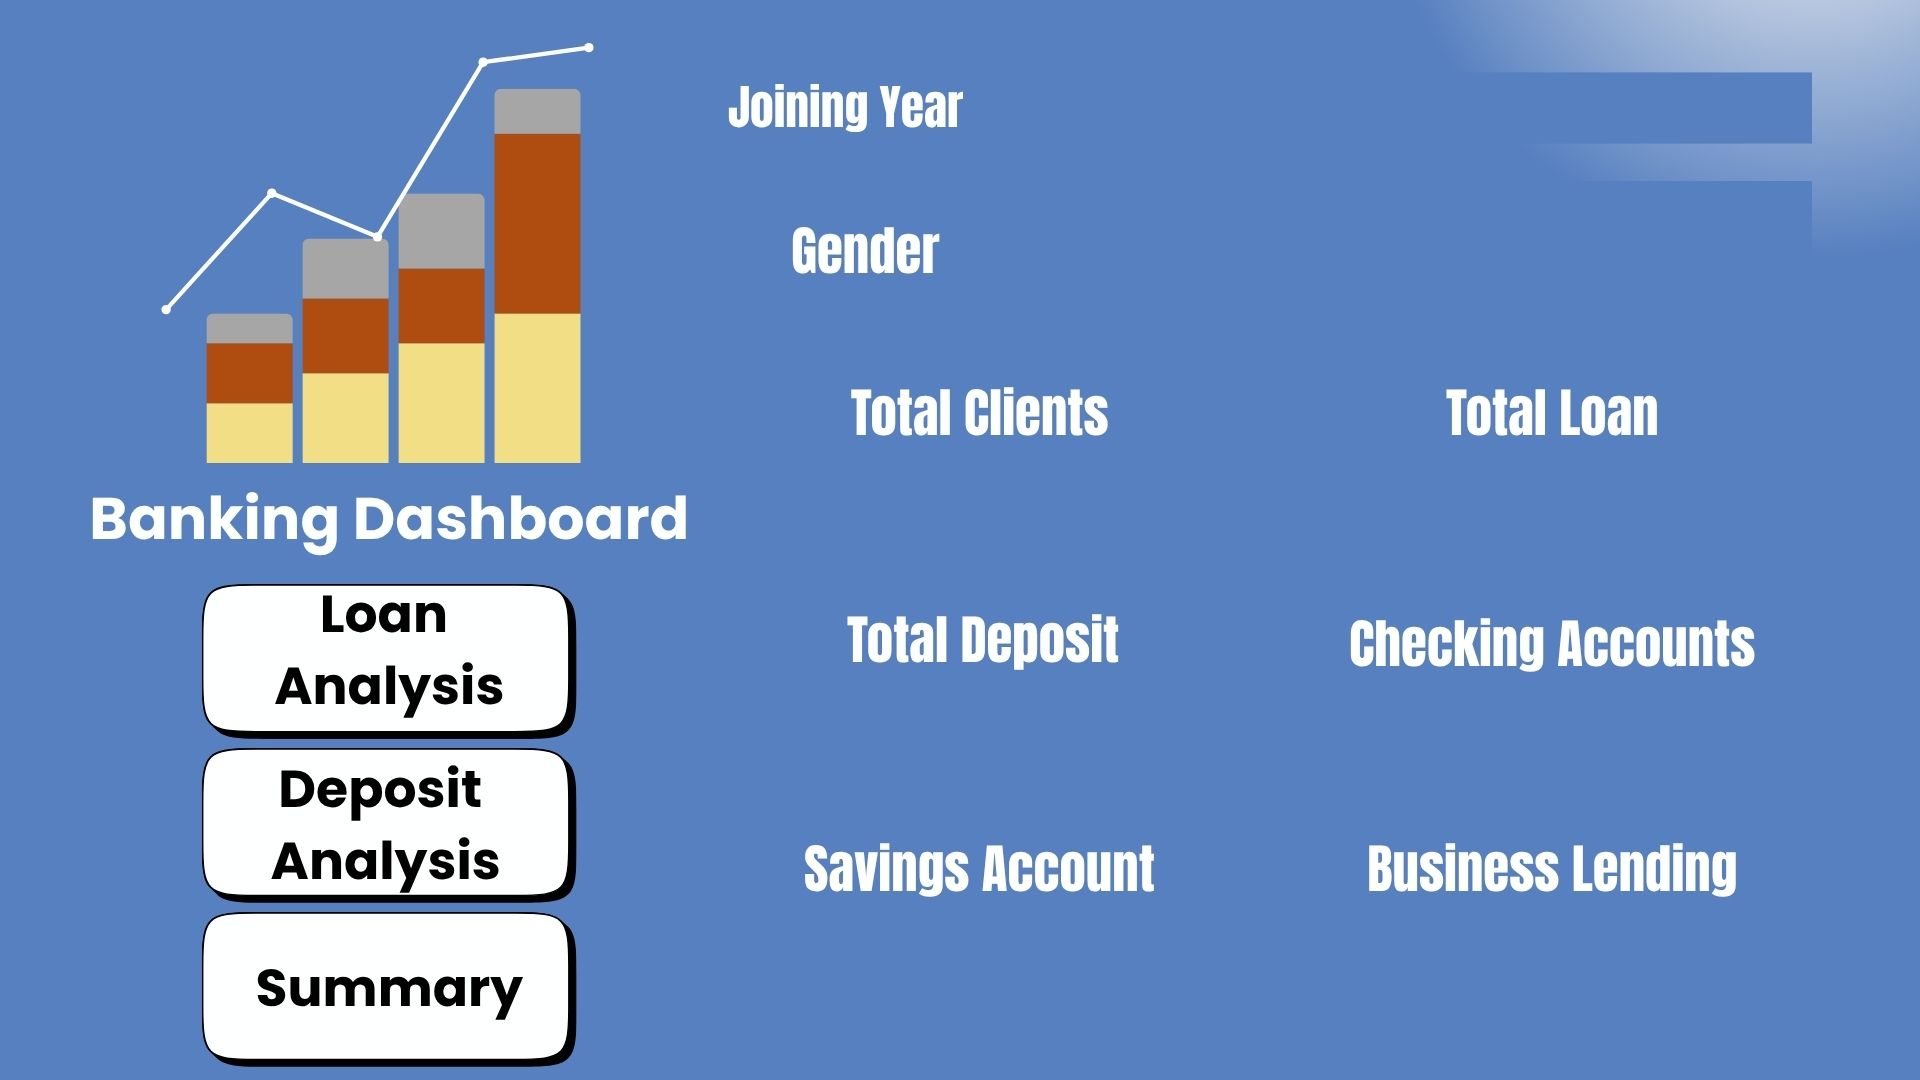 Joining Year
Gender
Total Clients
Total Loan
Banking Dashboard
Loan
Analysis
Total Deposit
Checking Accounts
Deposit
Analysis
Savings Account
Business Lending
Summary